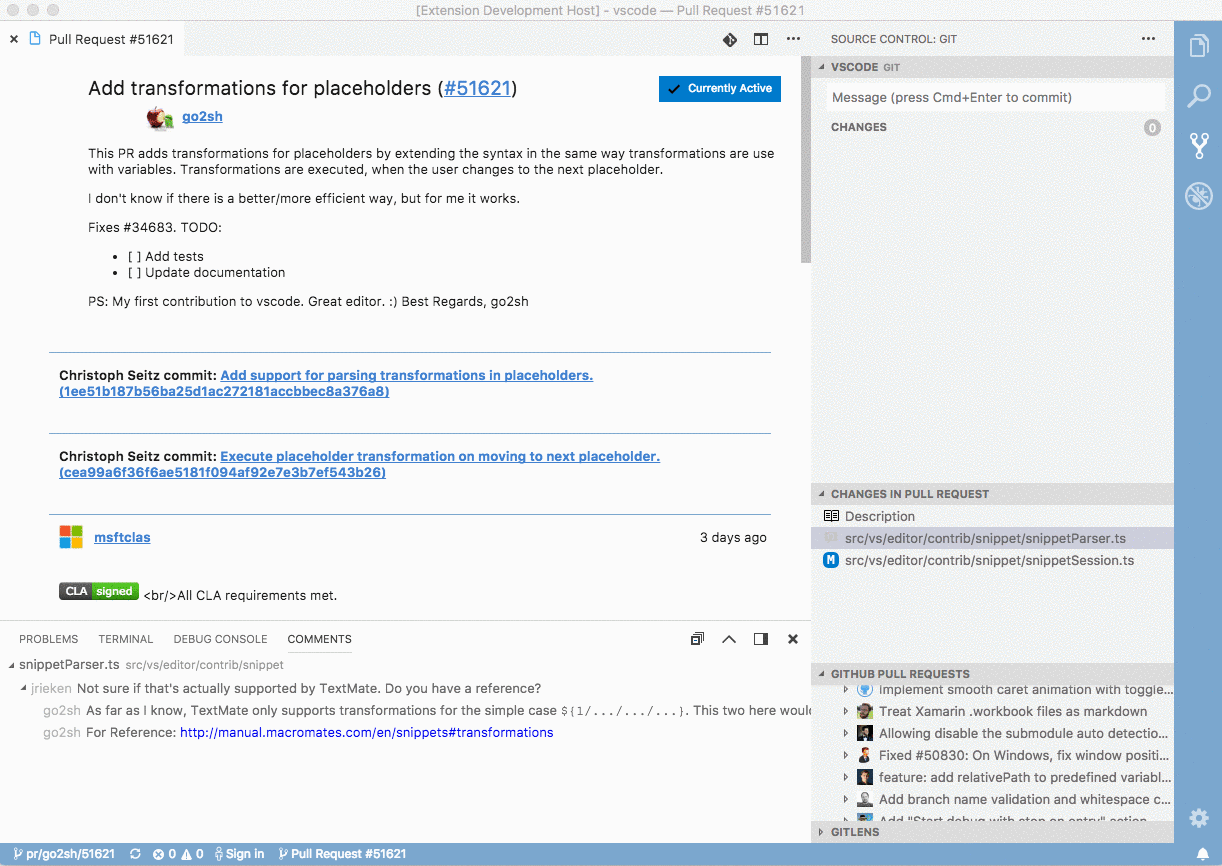 [Extension Development Host] - vscode — Pull Request #51621
Pull Request #51621
Add transformations for placeholders (#51621)
Currently Active
go2sh
This PR adds transformations for placeholders by extending the syntax in the same way transformations are use
with variables. Transformations are executed, when the user changes to the next placeholder.
I don't know if there is a better/more efficient way, but for me it works.
Fixes #34683. TODO:
• [ ] Add tests
• [ ] Update documentation
PS: My first contribution to vscode. Great editor. :) Best Regards, go2sh
Christoph Seitz commit: Add support for parsing transformations in placeholders.
(1ee51b187b56ba25d1ac272181accbbec8a376a8)
Christoph Seitz commit: Execute placeholder transformation on moving to next placeholder.
(cea99a6f36f6ae5181f094af92e7e3b7ef543b26)
msftclas
3 days ago
CLA signed <br/>All CLA requirements met.
PROBLEMS TERMINAL DEBUG CONSOLE COMMENTS
snippetParser.ts src/vs/editor/contrib/snippet
jrieken Not sure if that's actually supported by TextMate. Do you have a reference?
go2sh As far as I know, TextMate only supports transformations for the simple case ${1/.../.../...}. This two here would
go2sh For Reference: http://manual.macromates.com/en/snippets#transformations
SOURCE CONTROL: GIT
VSCODE GIT
Message (press Cmd+Enter to commit)
CHANGES
0
CHANGES IN PULL REQUEST
Description
src/vs/editor/contrib/snippet/snippetParser.ts
M src/vs/editor/contrib/snippet/snippetSession.ts
GITHUB PULL REQUESTS
Implement smooth caret animation with toggle...
Treat Xamarin .workbook files as markdown
Allowing disable the submodule auto detectio...
Fixed #50830: On Windows, fix window positi...
feature: add relativePath to predefined variabl...
Add branch name validation and whitespace c...
Add "Start debug with stop on entry" action
GITLENS
pr/go2sh/51621 0 0 Sign in Pull Request #51621